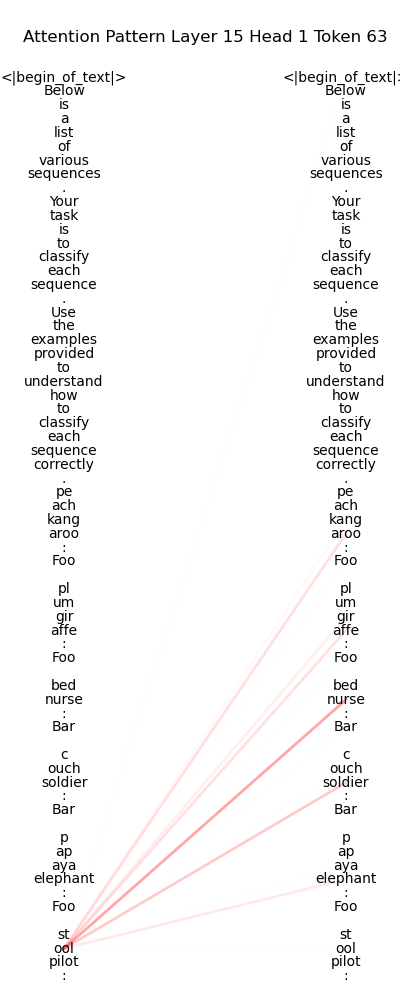 Attention Pattern Layer 15 Head 1 Token 63
<|begin_of_text|> <|begin_of_text|>
Below Below
is is
a a
list list
of of
various various
sequences sequences
. .
Your Your
task task
is is
to to
classify classify
each each
sequence sequence
. .
Use Use
the the
examples examples
provided provided
to to
understand understand
how how
to to
classify classify
each each
sequence sequence
correctly correctly
. .
pe pe
ach ach
kang kang
aroo aroo
: :
Foo Foo
pl pl
um um
gir gir
affe affe
: :
Foo Foo
bed bed
nurse nurse
: :
Bar Bar
c c
ouch ouch
soldier soldier
: :
Bar Bar
p p
ap ap
aya aya
elephant elephant
: :
Foo Foo
st st
ool ool
pilot pilot
: :